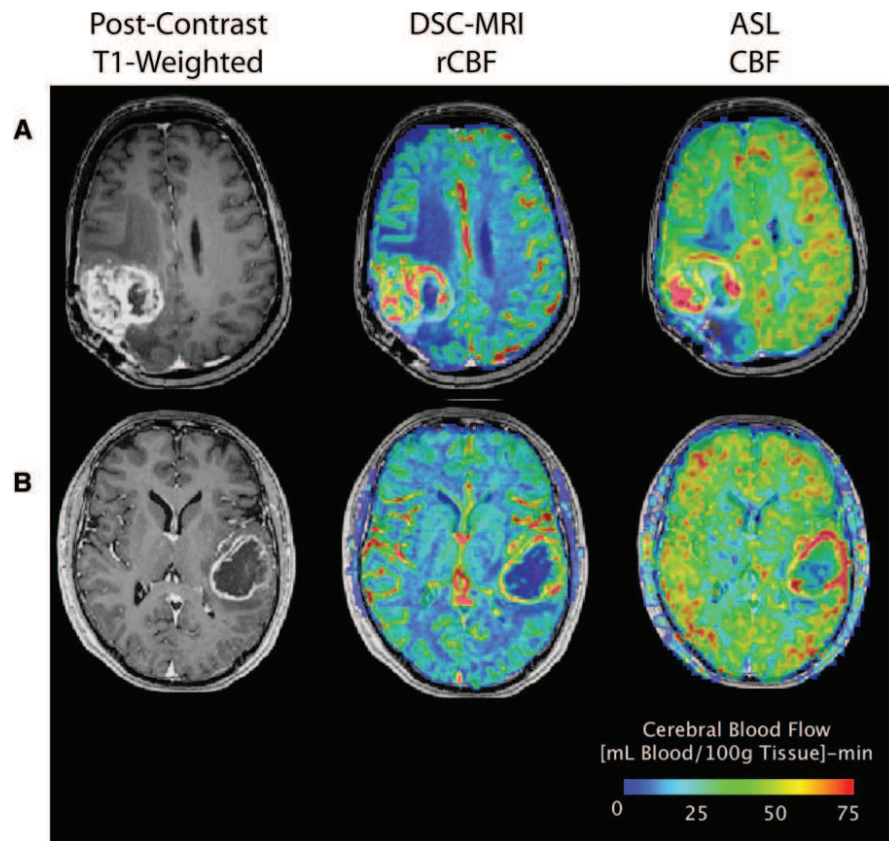 Post-Contrast
T1-Weighted
DSC-MRI
rCBF
ASL
CBF
A
B
Cerebral Blood Flow
[mL Blood/100g Tissue]-min
0 25 50 75